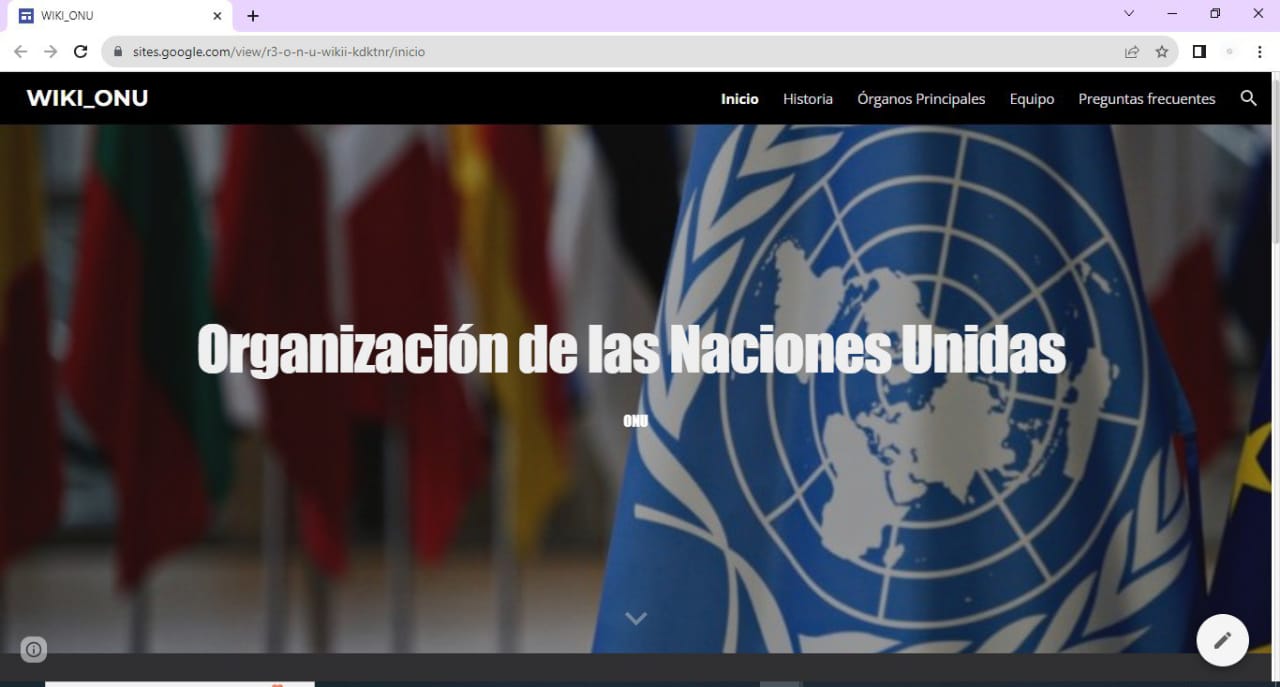 WIKI_ONU
sites.google.com/view/r3-o-n-u-wikii-kdktnr/inicio
WIKI_ONU
Inicio Historia Órganos Principales Equipo Preguntas frecuentes
Organización de las Naciones Unidas
ONU